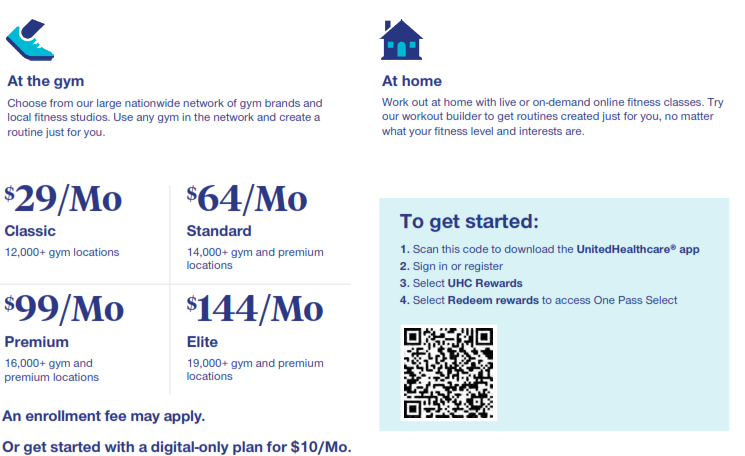 At the gym
Choose from our large nationwide network of gym brands and
local fitness studios. Use any gym in the network and create a
routine just for you.
At home
Work out at home with live or on-demand online fitness classes. Try
our workout builder to get routines created just for you, no matter
what your fitness level and interests are.
$29/Mo
Classic
12,000+ gym locations
$64/Mo
Standard
14,000+ gym and premium
locations
$99/Mo
Premium
16,000+ gym and
premium locations
$144/Mo
Elite
19,000+ gym and premium
locations
An enrollment fee may apply.
Or get started with a digital-only plan for $10/Mo.
To get started:
1. Scan this code to download the UnitedHealthcare® app
2. Sign in or register
3. Select UHC Rewards
4. Select Redeem rewards to access One Pass Select